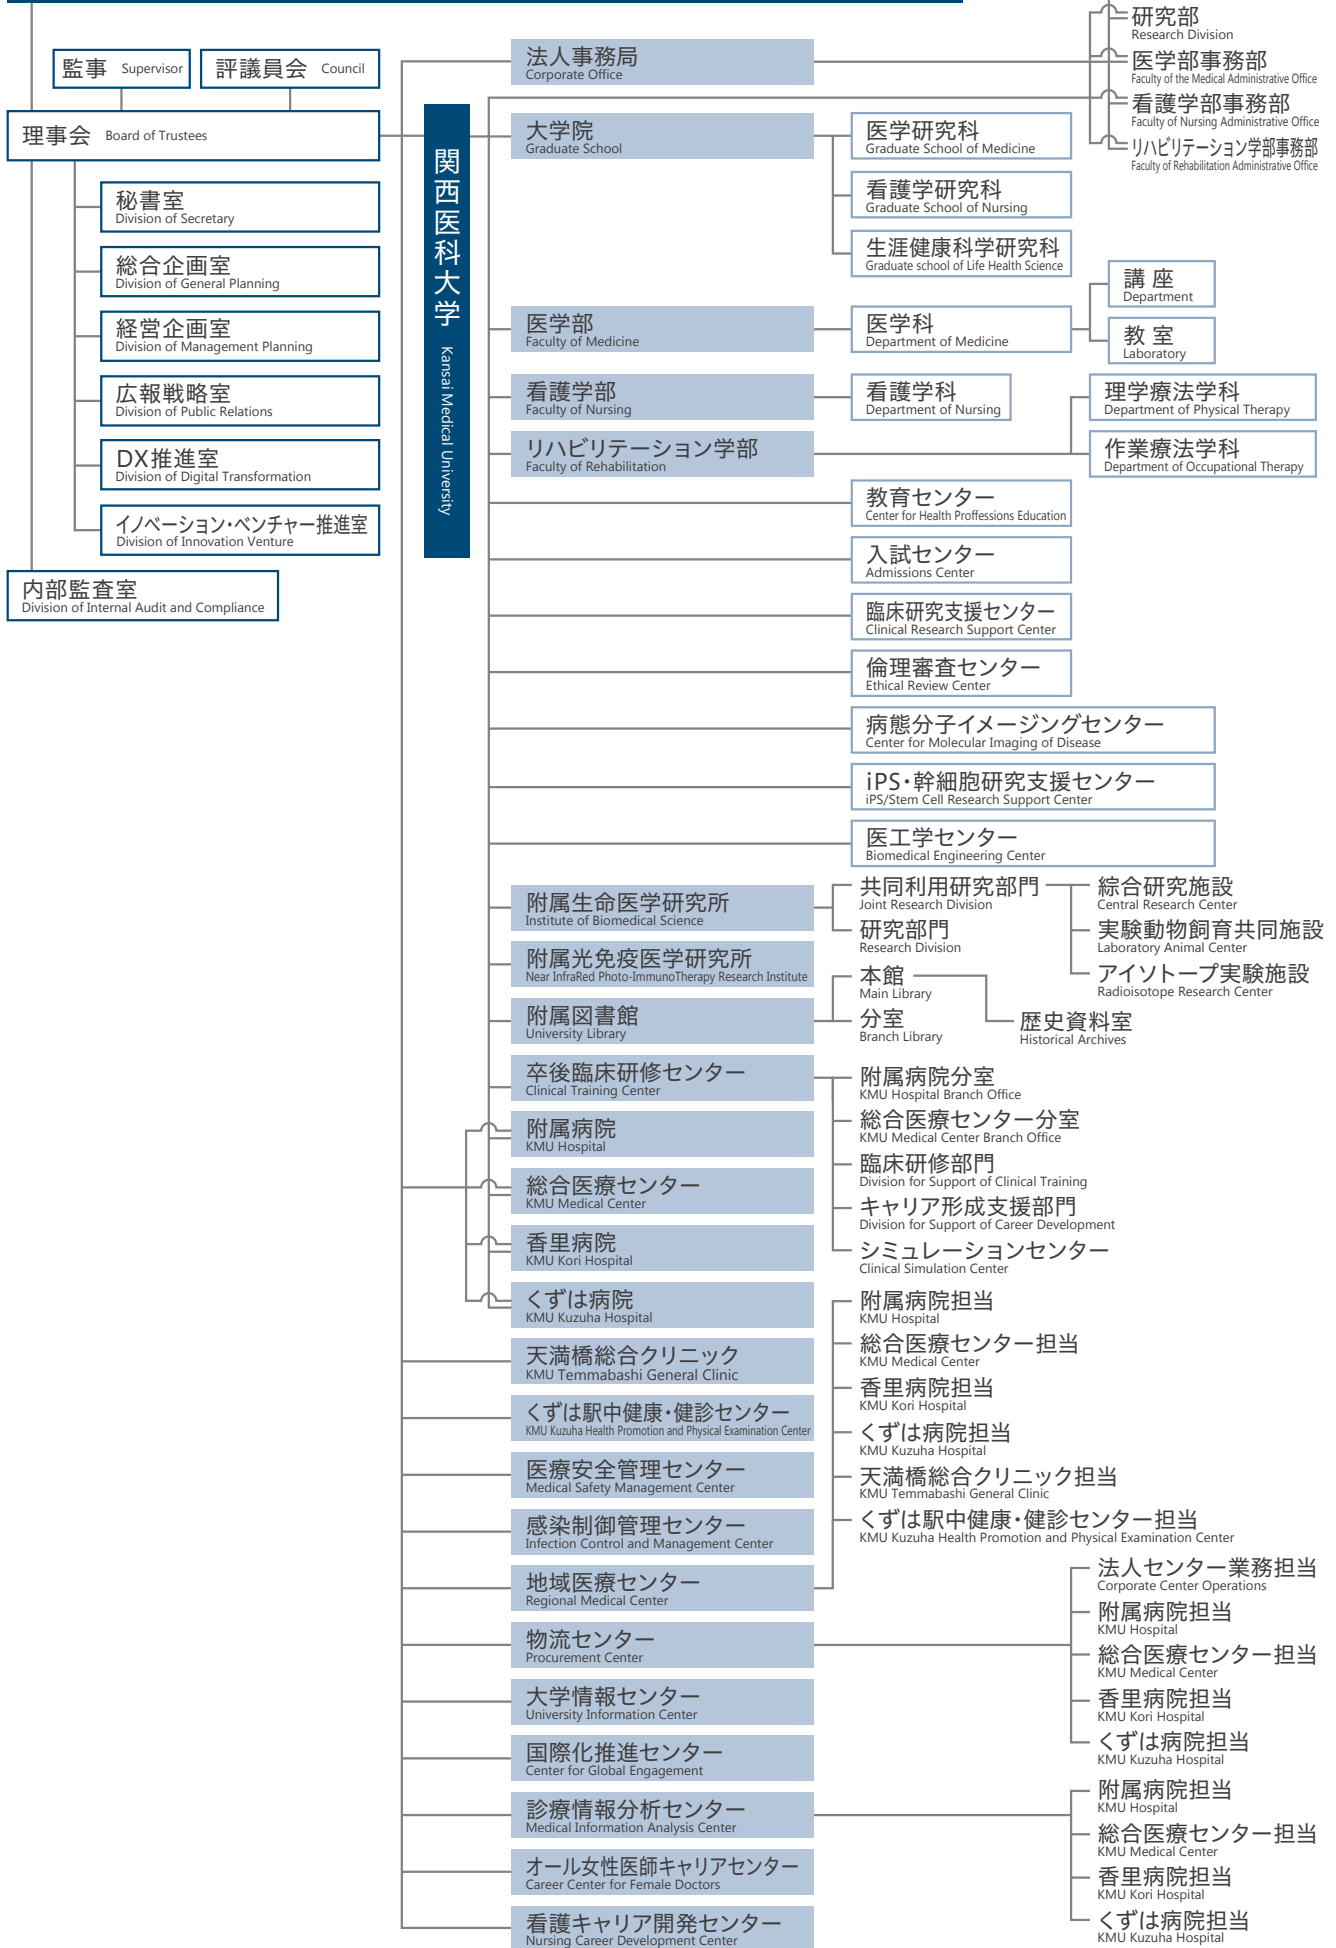 監事 Supervisor
評議員会 Council
理事会 Board of Trustees
秘書室
Division of Secretary
総合企画室
Division of General Planning
経営企画室
Division of Management Planning
広報戦略室
Division of Public Relations
DX推進室
Division of Digital Transformation
イノベーション・ベンチャー推進室
Division of Innovation Venture
内部監査室
Division of Internal Audit and Compliance
関西医科大学 Kansai Medical University
法人事務局
Corporate Office
研究部
Research Division
医学部事務部
Faculty of the Medical Administrative Office
看護学部事務部
Faculty of Nursing Administrative Office
リハビリテーション学部事務部
Faculty of Rehabilitation Administrative Office
大学院
Graduate School
医学研究科
Graduate School of Medicine
看護学研究科
Graduate School of Nursing
生涯健康科学研究科
Graduate school of Life Health Science
医学部
Faculty of Medicine
医学科
Department of Medicine
講 座
Department
教 室
Laboratory
看護学部
Faculty of Nursing
看護学科
Department of Nursing
リハビリテーション学部
Faculty of Rehabilitation
理学療法学科
Department of Physical Therapy
作業療法学科
Department of Occupational Therapy
教育センター
Center for Health Proffessions Education
入試センター
Admissions Center
臨床研究支援センター
Clinical Research Support Center
倫理審査センター
Ethical Review Center
病態分子イメージングセンター
Center for Molecular Imaging of Disease
iPS・幹細胞研究支援センター
iPS/Stem Cell Research Support Center
医工学センター
Biomedical Engineering Center
附属生命医学研究所
Institute of Biomedical Science
共同利用研究部門
Joint Research Division
研究部門
Research Division
綜合研究施設
Central Research Center
実験動物飼育共同施設
Laboratory Animal Center
アイソトープ実験施設
Radioisotope Research Center
附属光免疫医学研究所
Near InfraRed Photo-ImmunoTherapy Research Institute
附属図書館
University Library
本館
Main Library
分室
Branch Library
歴史資料室
Historical Archives
卒後臨床研修センター
Clinical Training Center
附属病院分室
KMU Hospital Branch Office
総合医療センター分室
KMU Medical Center Branch Office
臨床研修部門
Division for Support of Clinical Training
キャリア形成支援部門
Division for Support of Career Development
シミュレーションセンター
Clinical Simulation Center
附属病院
KMU Hospital
総合医療センター
KMU Medical Center
香里病院
KMU Kori Hospital
くずは病院
KMU Kuzuha Hospital
天満橋総合クリニック
KMU Temmabashi General Clinic
くずは駅中健康・健診センター
KMU Kuzuha Health Promotion and Physical Examination Center
医療安全管理センター
Medical Safety Management Center
感染制御管理センター
Infection Control and Management Center
地域医療センター
Regional Medical Center
附属病院担当
KMU Hospital
総合医療センター担当
KMU Medical Center
香里病院担当
KMU Kori Hospital
くずは病院担当
KMU Kuzuha Hospital
天満橋総合クリニック担当
KMU Temmabashi General Clinic
くずは駅中健康・健診センター担当
KMU Kuzuha Health Promotion and Physical Examination Center
物流センター
Procurement Center
法人センター業務担当
Corporate Center Operations
附属病院担当
KMU Hospital
総合医療センター担当
KMU Medical Center
香里病院担当
KMU Kori Hospital
くずは病院担当
KMU Kuzuha Hospital
大学情報センター
University Information Center
国際化推進センター
Center for Global Engagement
診療情報分析センター
Medical Information Analysis Center
附属病院担当
KMU Hospital
総合医療センター担当
KMU Medical Center
香里病院担当
KMU Kori Hospital
くずは病院担当
KMU Kuzuha Hospital
オール女性医師キャリアセンター
Career Center for Female Doctors
看護キャリア開発センター
Nursing Career Development Center